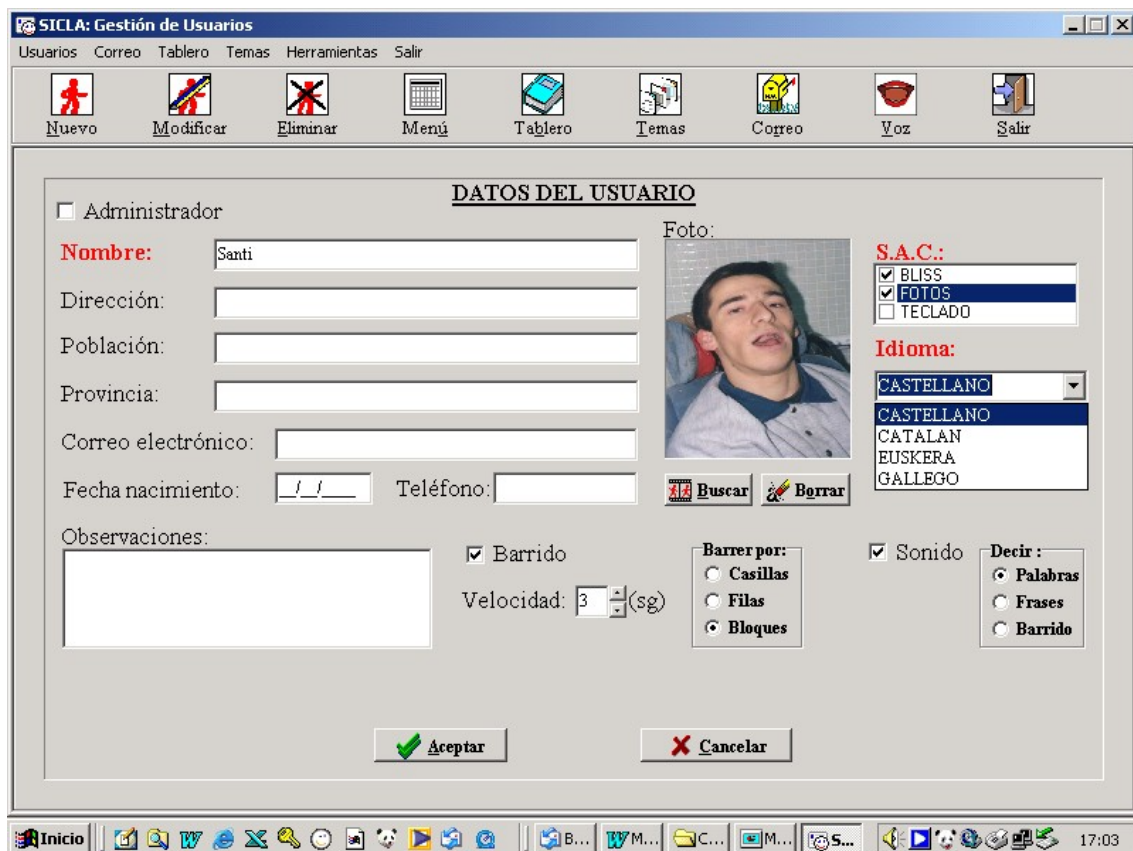 SICLA: Gestión de Usuarios
Usuarios Correo Tablero Temas Herramientas Salir
Nuevo Modificar Eliminar Menú Tablero Temas Correo Voz Salir
DATOS DEL USUARIO
Administrador
Foto:
Nombre: Santi
S.A.C.:
BLISS
FOTOS
TECLADO
Dirección:
Población:
Idioma:
Provincia:
CASTELLANO
CASTELLANO
CATALAN
EUSKERA
GALLEGO
Correo electrónico:
Fecha nacimiento: __/__/____ Teléfono:
Buscar Borrar
Observaciones:
Barrido
Velocidad: 3 (sg)
Barrer por:
Casillas
Filas
Bloques
Sonido
Decir :
Palabras
Frases
Barrido
Aceptar Cancelar
Inicio B... M... C... M... S... 17:03